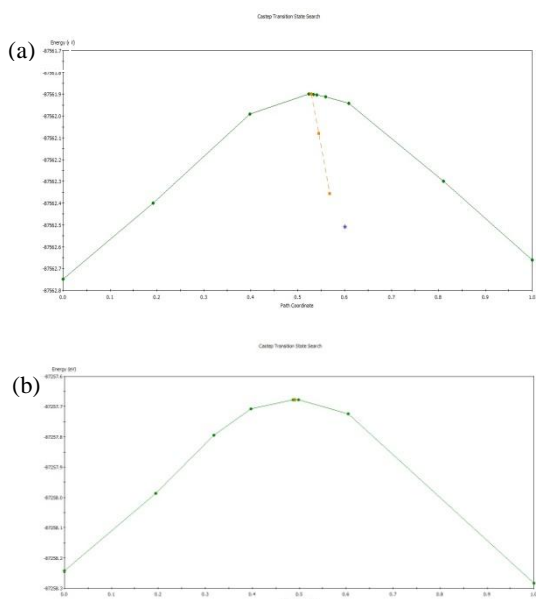 Castep Transition State Search
(a)
Energy
-87561.7
-87561.8
-87561.9
-87562.0
-87562.1
-87562.2
-87562.3
-87562.4
-87562.5
-87562.6
-87562.7
-87562.8
0.0 0.1 0.2 0.3 0.4 0.5 0.6 0.7 0.8 0.9 1.0
Path Coordinate
Castep Transition State Search
(b)
Energy (eV)
-87257.6
-87257.7
-87257.8
-87257.9
-87258.0
-87258.1
-87258.2
-87258.3
0.0 0.1 0.2 0.3 0.4 0.5 0.6 0.7 0.8 0.9 1.0